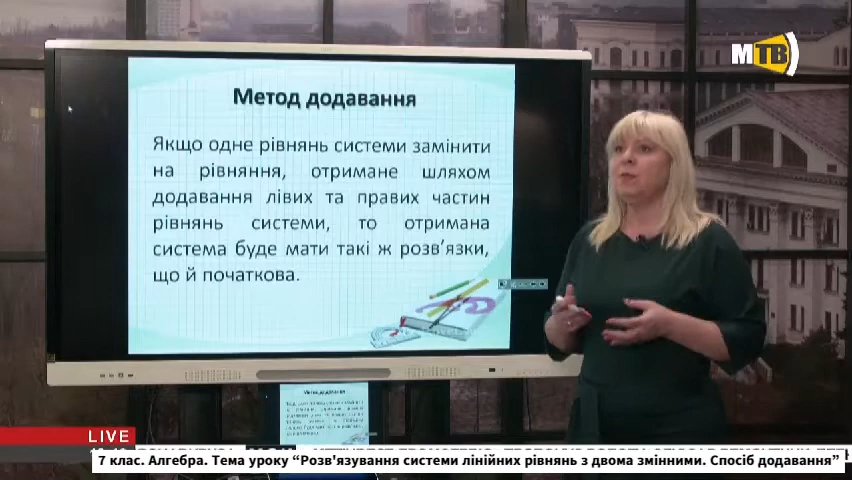 МТВ
Метод додавання
Якщо одне рівнянь системи замінити
на рівняння, отримане шляхом
додавання лівих та правих частин
рівнянь системи, то отримана
система буде мати такі ж розв’язки,
що й початкова.
Метод додавання
LIVE
7 клас. Алгебра. Тема уроку “Розв'язування системи лінійних рівнянь з двома змінними. Спосіб додавання”